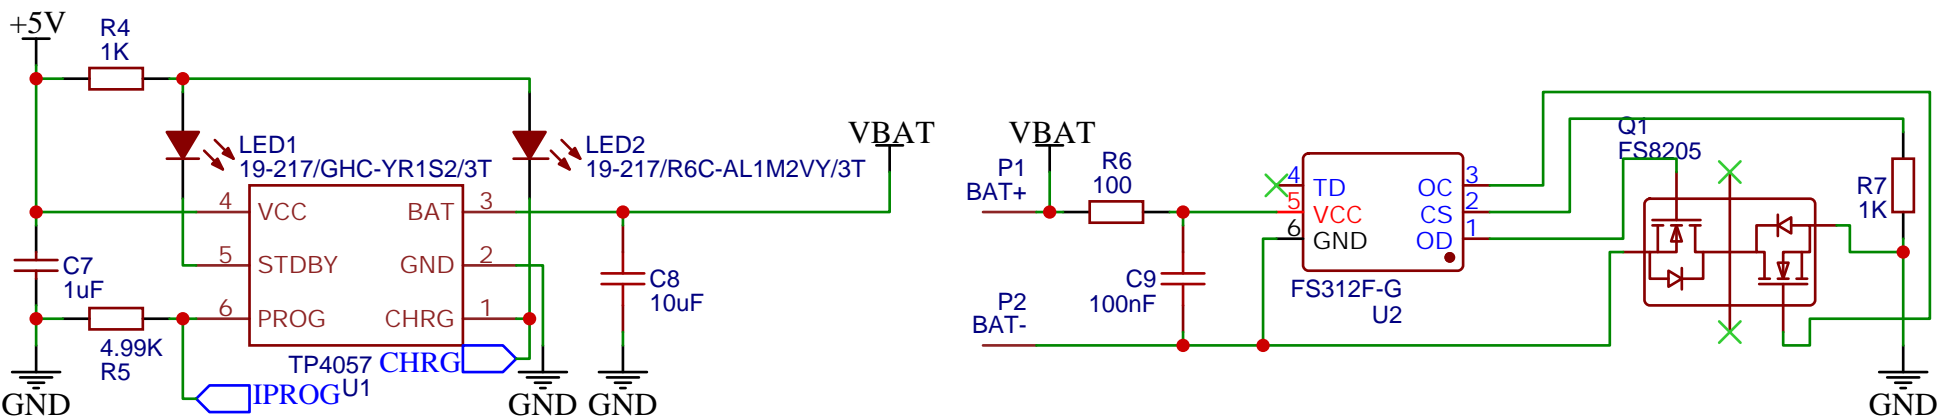 +5V
R4
1K
LED1
19-217/GHC-YR1S2/3T
LED2
19-217/R6C-AL1M2VY/3T
VBAT
4
VCC
BAT
3
5
STDBY
GND
2
6
PROG
CHRG
1
C7
1uF
4.99K
R5
TP4057
U1
CHRG
IPROG
C8
10uF
GND
GND
GND
VBAT
P1
BAT+
R6
100
P2
BAT-
C9
100nF
4
TD
OC
3
5
VCC
CS
2
6
GND
OD
1
FS312F-G
U2
Q1
FS8205
R7
1K
GND